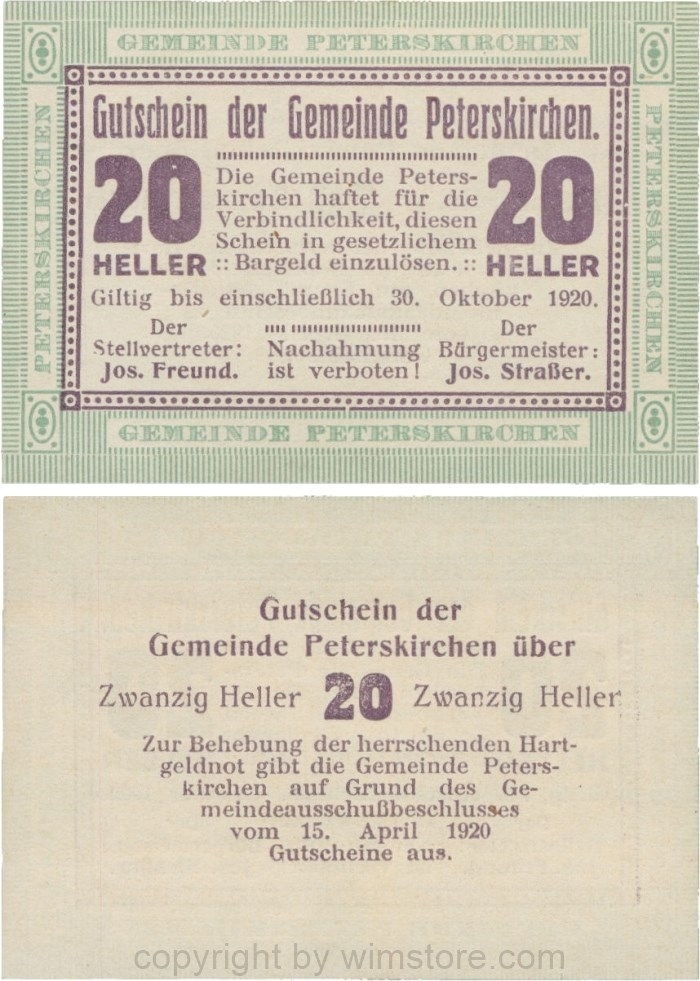 GEMEINDE PETERSKIRCHEN
PETERSKIRCHEN
Gutschein der Gemeinde Peterskirchen.
20
HELLER
Die Gemeinde Peters-
kirchen haftet für die
Verbindlichkeit, diesen
Schein in gesetzlichem
:: Bargeld einzulösen. ::
20
HELLER
Giltig bis einschließlich 30. Oktober 1920.
Der
Stellvertreter:
Jos. Freund.
Nachahmung
ist verboten!
Der
Bürgermeister:
Jos. Straßer.
PETERSKIRCHEN
GEMEINDE PETERSKIRCHEN
Gutschein der
Gemeinde Peterskirchen über
Zwanzig Heller 20 Zwanzig Heller
Zur Behebung der herrschenden Hart-
geldnot gibt die Gemeinde Peters-
kirchen auf Grund des Ge-
meindeausschußbeschlusses
vom 15. April 1920
Gutscheine aus.
copyright by wimstore.com